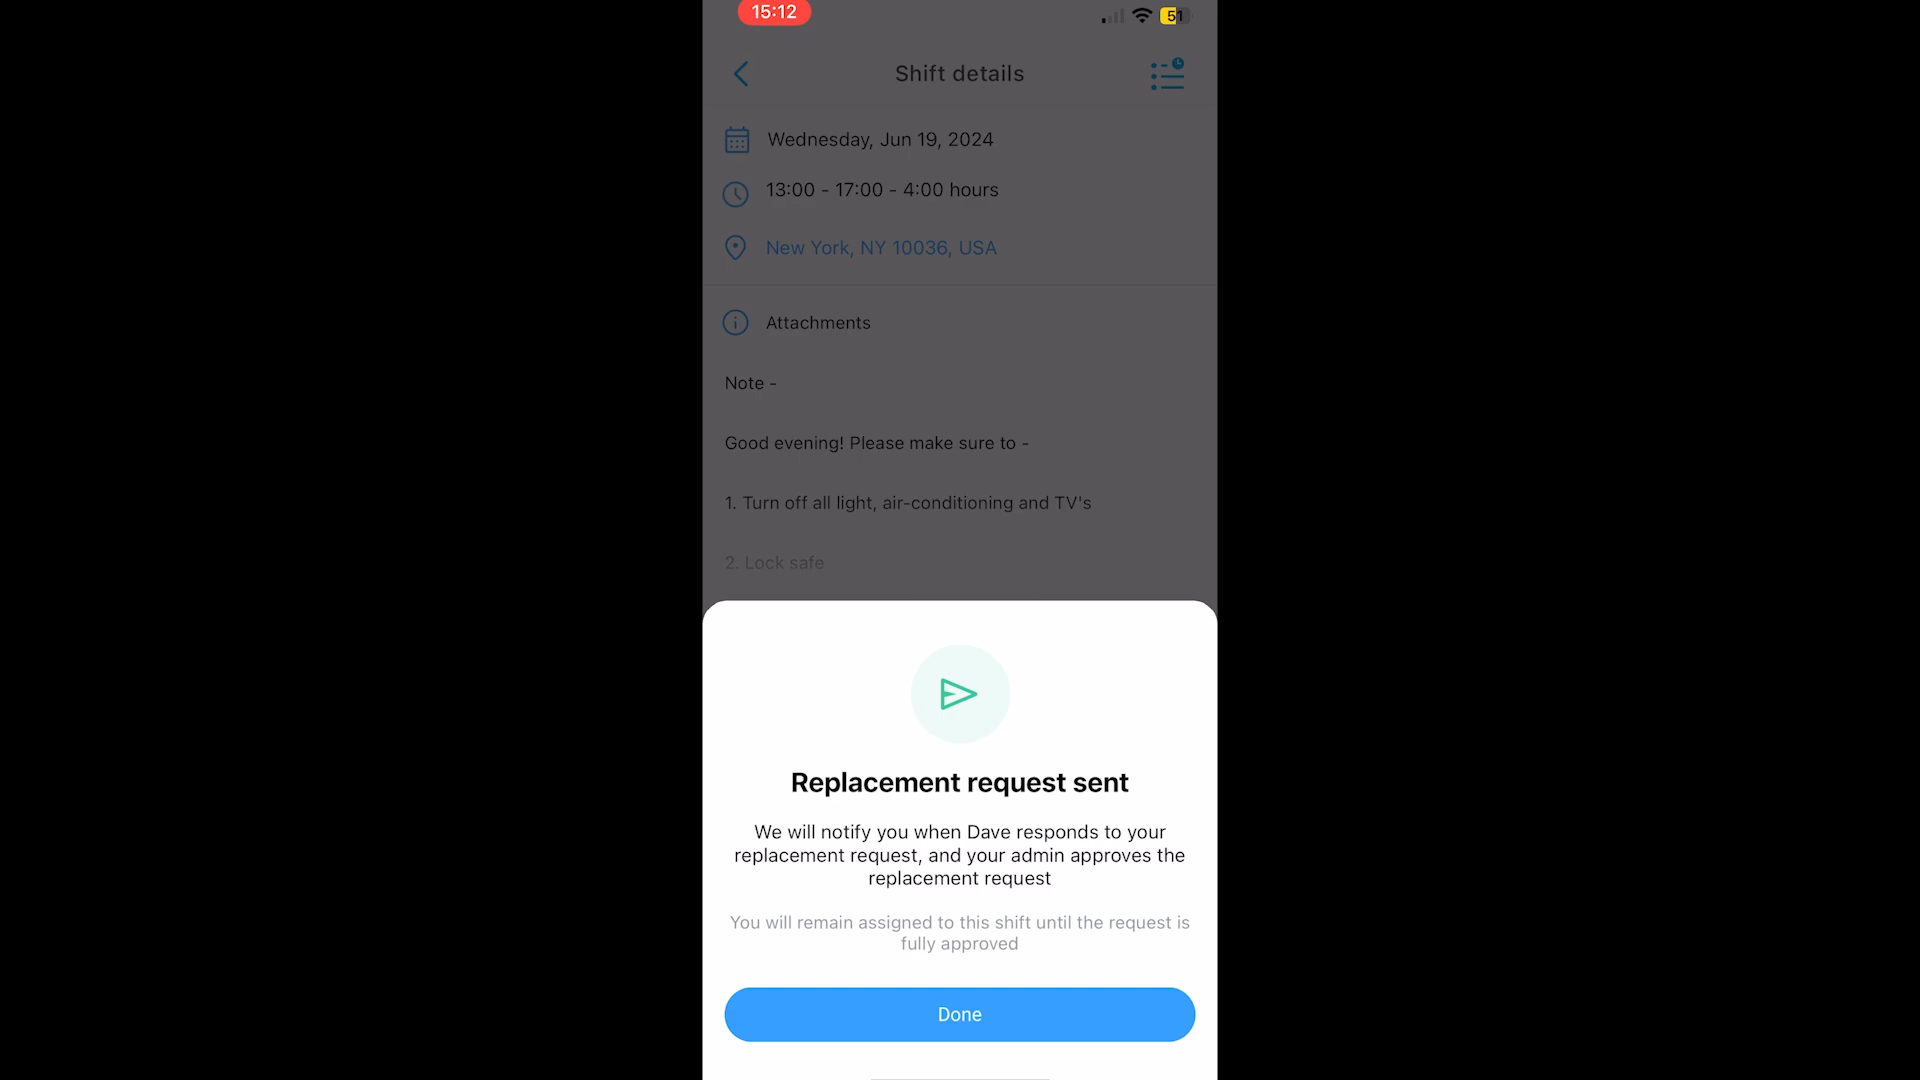 15:12
51
Shift details
Wednesday, Jun 19, 2024
13:00 - 17:00 - 4:00 hours
New York, NY 10036, USA
Attachments
Note -
Good evening! Please make sure to -
1. Turn off all light, air-conditioning and TV's
2. Lock safe
Replacement request sent
We will notify you when Dave responds to your
replacement request, and your admin approves the
replacement request
You will remain assigned to this shift until the request is
fully approved
Done